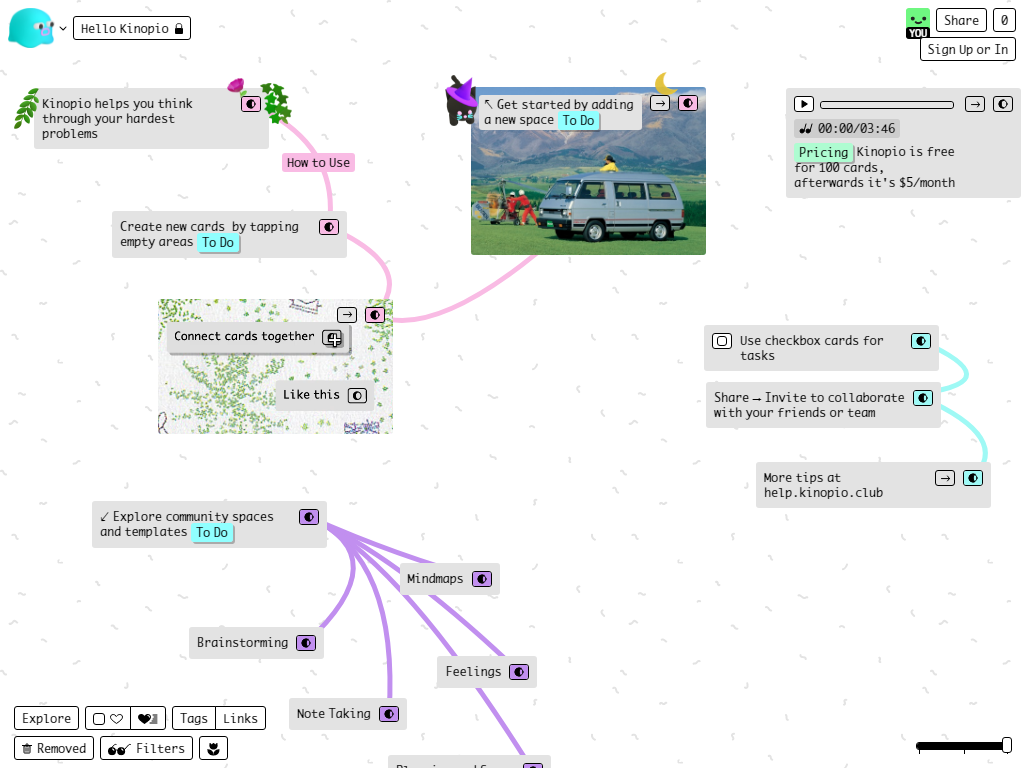 Hello Kinopio
YOU
Share
0
Sign Up or In
Kinopio helps you think
through your hardest
problems
↖ Get started by adding
a new space To Do
00:00/03:46
Pricing Kinopio is free
for 100 cards,
afterwards it's $5/month
How to Use
Create new cards by tapping
empty areas To Do
Connect cards together
Like this
Use checkbox cards for
tasks
Share → Invite to collaborate
with your friends or team
More tips at
help.kinopio.club
↙ Explore community spaces
and templates To Do
Mindmaps
Brainstorming
Feelings
Note Taking
Explore
Tags
Links
Removed
Filters